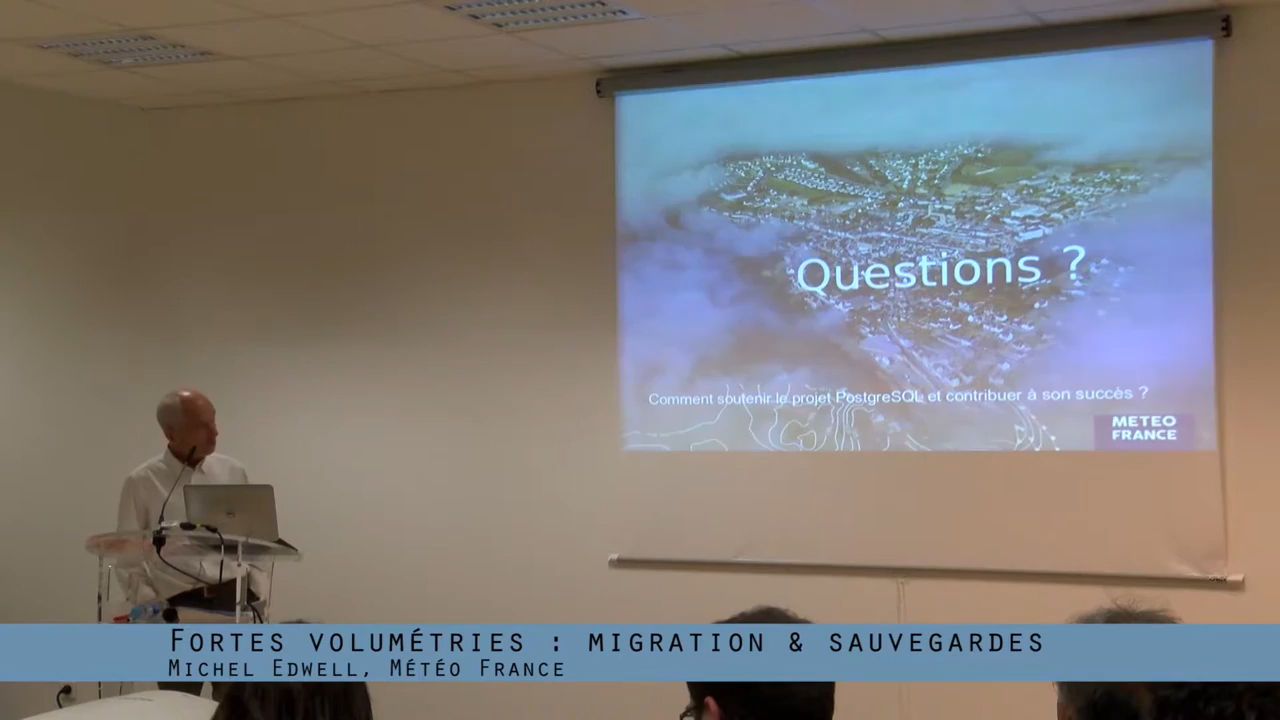 Questions ?
Comment soutenir le projet PostgreSQL et contribuer à son succès ?
METEO
FRANCE
FORTES VOLUMÉTRIES : MIGRATION & SAUVEGARDES
MICHEL EDWELL, MÉTÉO FRANCE